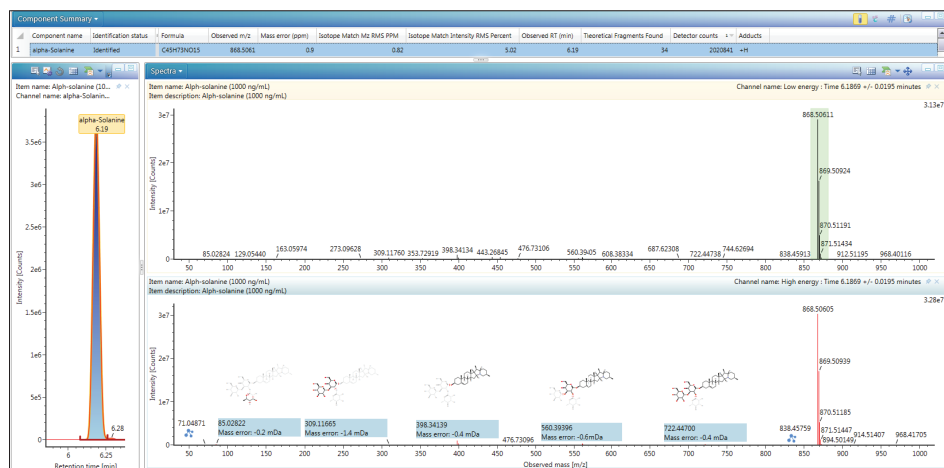 Component Summary
Component name Identification status Formula Observed m/z Mass error (ppm) Isotope Match Mz RMS PPM Isotope Match Intensity RMS Percent Observed RT (min) Tieoretical Fragments Found Detector counts Adducts
1 alpha-Solanine Identified C45H73NO15 868.5061 0.9 0.82 5.02 6.19 34 2020841 +H
Item name: Alph-solanine (10...
Channel name: alpha-Solanin...
alpha-Solanine
6.19
3.5e6
3e6
2.5e6
2e6
1.5e6
1e6
5e5
0
6.28
6 6.25
Retention time [min]
Intensity [Counts]
Spectra
Item name: Alph-solanine (1000 ng/mL) Channel name: Low energy : Time 6.1869 +/- 0.0195 minutes
Item description: Alph-solanine (1000 ng/mL)
3.13e7
3e7
2e7
1e7
0
Intensity [Counts]
868.50611
869.50924
870.51191
871.51434
85.02824 129.05440 163.05974 273.09628 309.11760 353.72919 398.34134 443.26845 476.73106 560.3905 608.38334 687.62308 722.44738 744.62694 838.45913 912.51195 968.40116
50 100 150 200 250 300 350 400 450 500 550 600 650 700 750 800 850 900 950 1000
Item name: Alph-solanine (1000 ng/mL) Channel name: High energy : Time 6.1869 +/- 0.0195 minutes
Item description: Alph-solanine (1000 ng/mL)
3.28e7
3e7
2e7
1e7
0
Intensity [Counts]
868.50605
869.50939
870.51185
871.51447
894.50149
71.04871 85.02822 309.11665 398.34139 476.73096 560.39396 722.44700 838.45759 914.51407 968.41705
Mass error: -0.2 mDa Mass error: -1.4 mDa Mass error: -0.4 mDa Mass error: -0.6mDa Mass error: -0.4 mDa
50 100 150 200 250 300 350 400 450 500 550 600 650 700 750 800 850 900 950 1000
Observed mass [m/z]